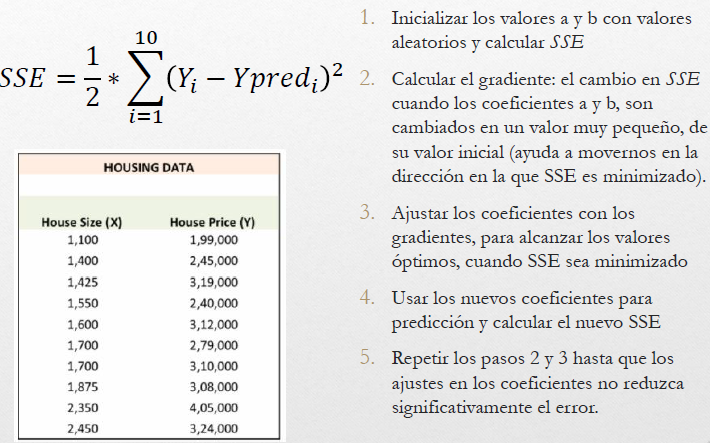 SSE = 1/2 * ∑ i=1 10 (Yi − Ypredi)²
HOUSING DATA
House Size (X) House Price (Y)
1,100 1,99,000
1,400 2,45,000
1,425 3,19,000
1,550 2,40,000
1,600 3,12,000
1,700 2,79,000
1,700 3,10,000
1,875 3,08,000
2,350 4,05,000
2,450 3,24,000
1. Inicializar los valores a y b con valores
aleatorios y calcular SSE
2. Calcular el gradiente: el cambio en SSE
cuando los coeficientes a y b, son
cambiados en un valor muy pequeño, de
su valor inicial (ayuda a movernos en la
dirección en la que SSE es minimizado).
3. Ajustar los coeficientes con los
gradientes, para alcanzar los valores
óptimos, cuando SSE sea minimizado
4. Usar los nuevos coeficientes para
predicción y calcular el nuevo SSE
5. Repetir los pasos 2 y 3 hasta que los
ajustes en los coeficientes no reduzca
significativamente el error.